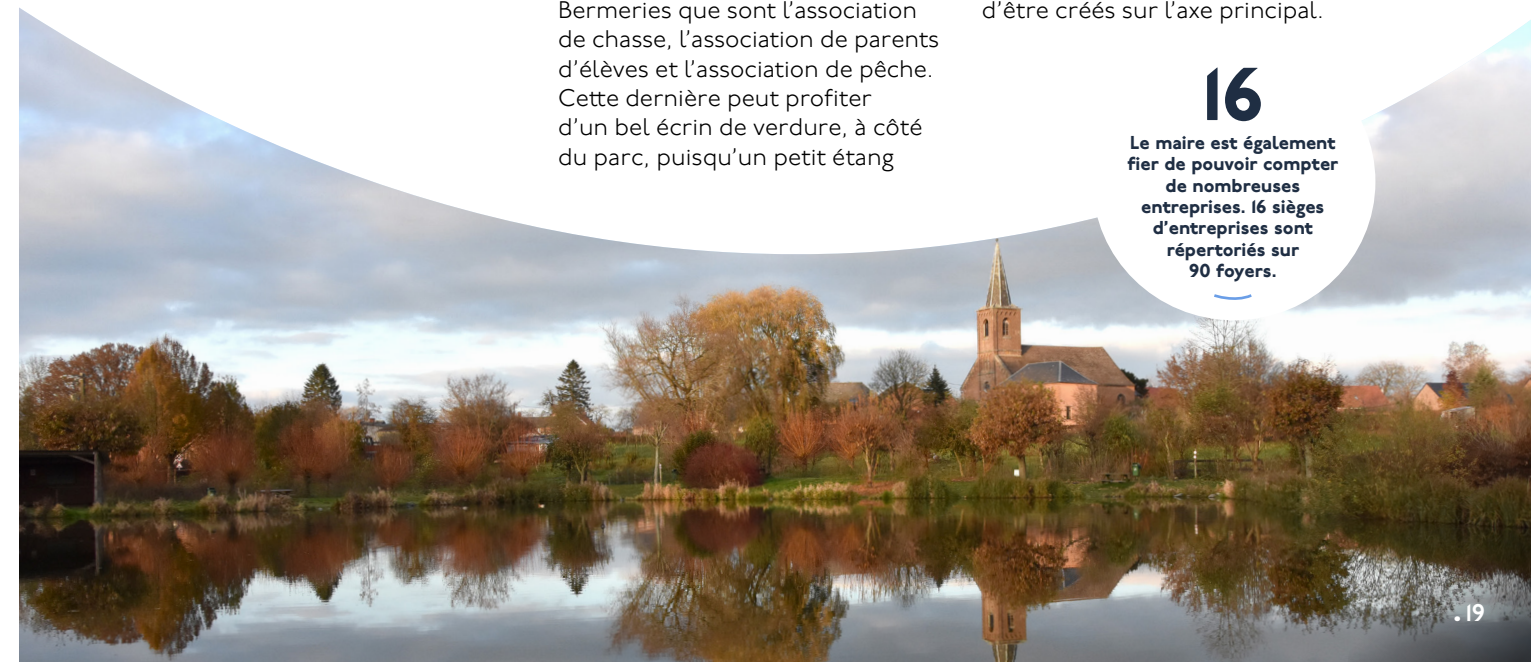 Bermeries que sont l’association
de chasse, l’association de parents
d’élèves et l’association de pêche.
Cette dernière peut profiter
d’un bel écrin de verdure, à côté
du parc, puisqu’un petit étang
d’être créés sur l’axe principal.
16
Le maire est également
fier de pouvoir compter
de nombreuses
entreprises. 16 sièges
d’entreprises sont
répertoriés sur
90 foyers.
.19